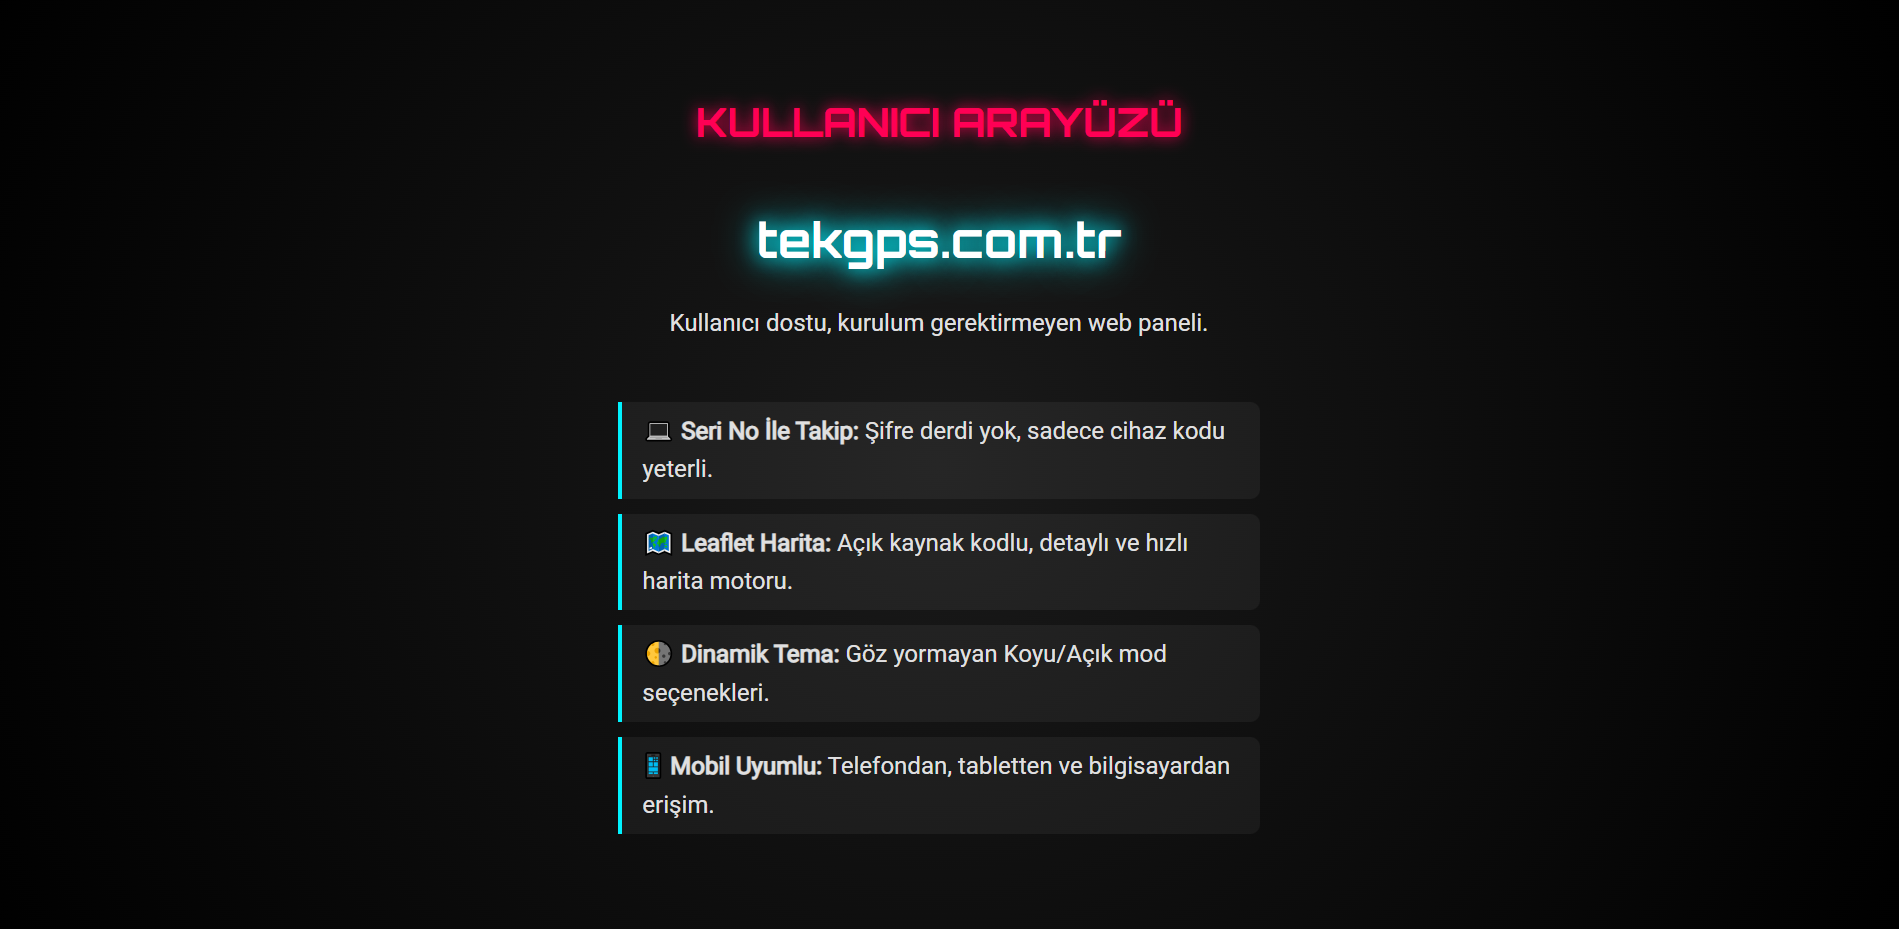 KULLANICI ARAYÜZÜ
tekgps.com.tr
Kullanıcı dostu, kurulum gerektirmeyen web paneli.
Seri No İle Takip: Şifre derdi yok, sadece cihaz kodu
yeterli.
Leaflet Harita: Açık kaynak kodlu, detaylı ve hızlı
harita motoru.
Dinamik Tema: Göz yormayan Koyu/Açık mod
seçenekleri.
Mobil Uyumlu: Telefondan, tabletten ve bilgisayardan
erişim.